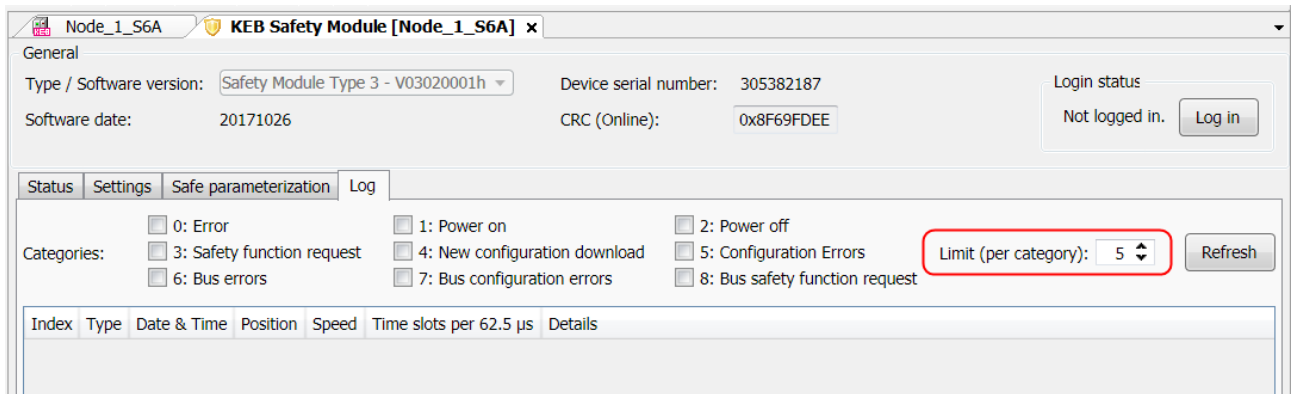 KEB Node_1_S6A KEB Safety Module [Node_1_S6A] x
General
Type / Software version: Safety Module Type 3 - V03020001h Device serial number: 305382187 Login status
Software date: 20171026 CRC (Online): 0x8F69FDEE Not logged in. Log in
Status Settings Safe parameterization Log
0: Error 1: Power on 2: Power off
Categories: 3: Safety function request 4: New configuration download 5: Configuration Errors Limit (per category): 5 Refresh
6: Bus errors 7: Bus configuration errors 8: Bus safety function request
Index Type Date & Time Position Speed Time slots per 62.5 µs Details